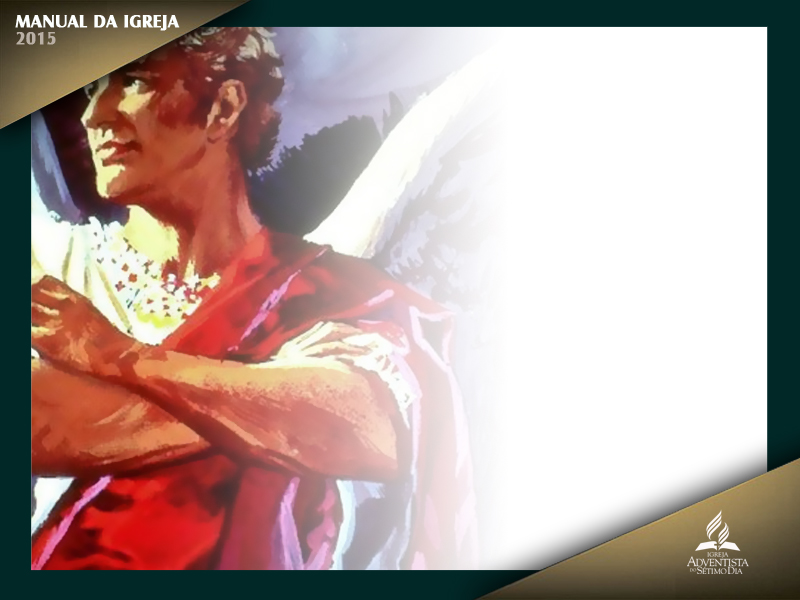 MANUAL DA IGREJA
2015
IGREJA
ADVENTISTA
DO SÉTIMO DIA